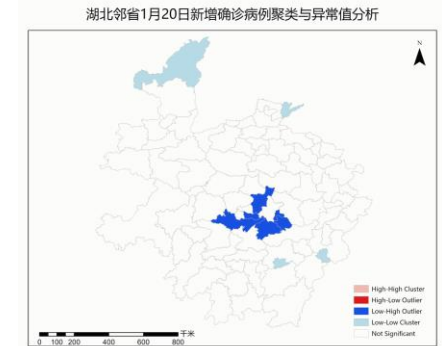 湖北邻省1月20日新增确诊病例聚类与异常值分析
N
High-High Cluster
High-Low Outlier
Low-High Outlier
Low-Low Cluster
Not Significant
千米
0 100 200 400 600 800